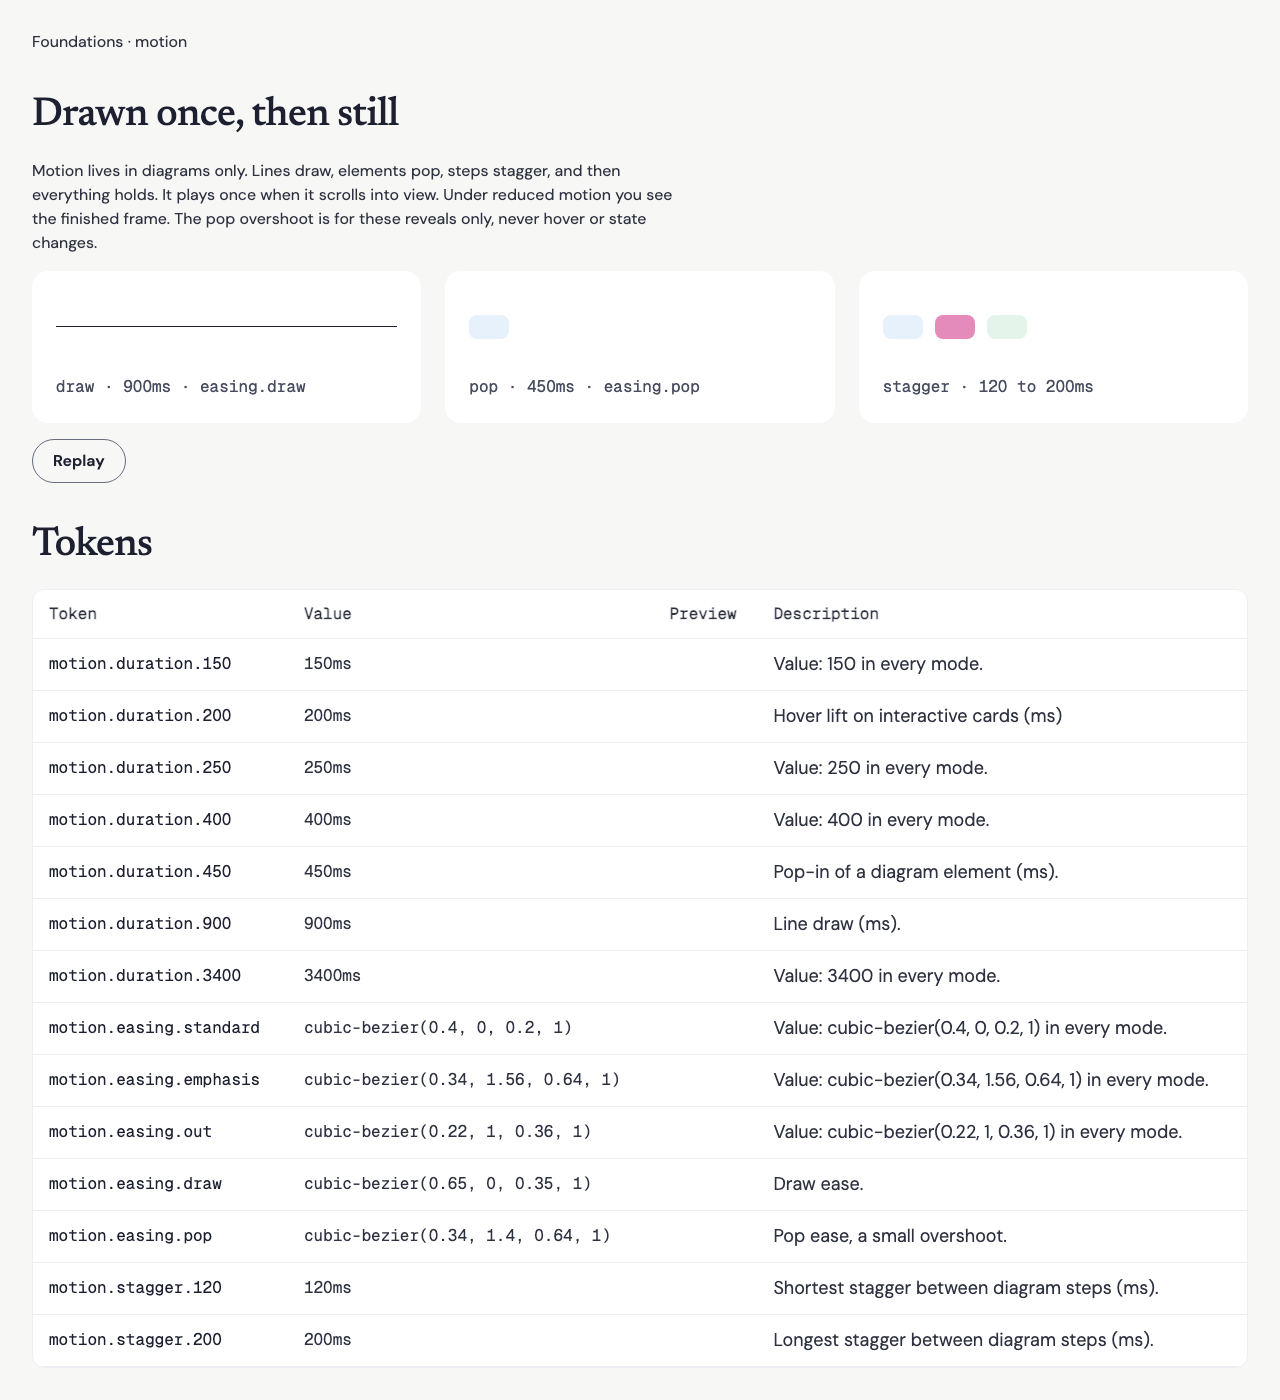 Foundations · motion
Drawn once, then still
Motion lives in diagrams only. Lines draw, elements pop, steps stagger, and then
everything holds. It plays once when it scrolls into view. Under reduced motion you see
the finished frame. The pop overshoot is for these reveals only, never hover or state
changes.
draw · 900ms · easing.draw
pop · 450ms · easing.pop
stagger · 120 to 200ms
Replay
Tokens
Token Value Preview Description
motion.duration.150 150ms Value: 150 in every mode.
motion.duration.200 200ms Hover lift on interactive cards (ms)
motion.duration.250 250ms Value: 250 in every mode.
motion.duration.400 400ms Value: 400 in every mode.
motion.duration.450 450ms Pop-in of a diagram element (ms).
motion.duration.900 900ms Line draw (ms).
motion.duration.3400 3400ms Value: 3400 in every mode.
motion.easing.standard cubic-bezier(0.4, 0, 0.2, 1) Value: cubic-bezier(0.4, 0, 0.2, 1) in every mode.
motion.easing.emphasis cubic-bezier(0.34, 1.56, 0.64, 1) Value: cubic-bezier(0.34, 1.56, 0.64, 1) in every mode.
motion.easing.out cubic-bezier(0.22, 1, 0.36, 1) Value: cubic-bezier(0.22, 1, 0.36, 1) in every mode.
motion.easing.draw cubic-bezier(0.65, 0, 0.35, 1) Draw ease.
motion.easing.pop cubic-bezier(0.34, 1.4, 0.64, 1) Pop ease, a small overshoot.
motion.stagger.120 120ms Shortest stagger between diagram steps (ms).
motion.stagger.200 200ms Longest stagger between diagram steps (ms).